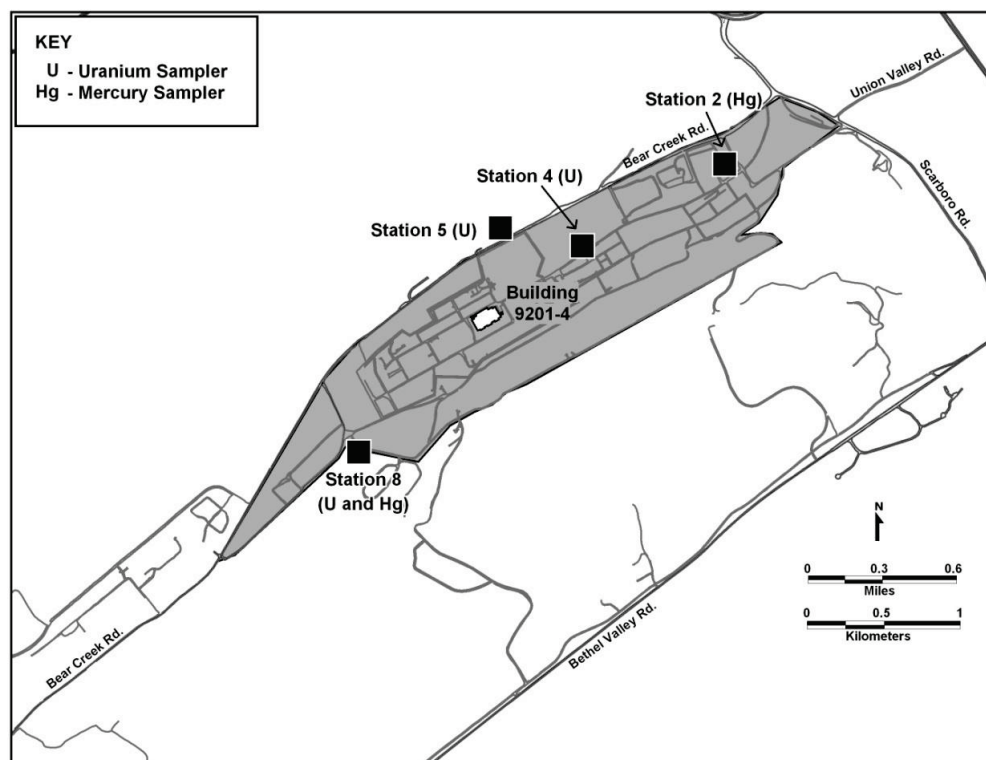 KEY
U - Uranium Sampler
Hg - Mercury Sampler
Union Valley Rd.
Station 2 (Hg)
Bear Creek Rd.
Scarboro Rd.
Station 4 (U)
Station 5 (U)
Building
9201-4
Station 8
(U and Hg)
N
0 0.3 0.6
Miles
0 0.5 1
Kilometers
Bethel Valley Rd.
Bear Creek Rd.